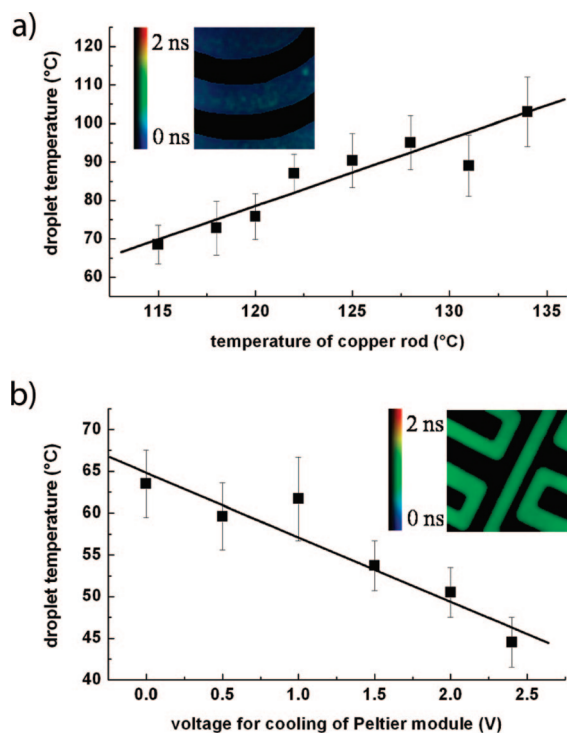 a)
2 ns
0 ns
droplet temperature (°C)
120
110
100
90
80
70
60
115 120 125 130 135
temperature of copper rod (°C)
b)
2 ns
0 ns
droplet temperature (°C)
70
65
60
55
50
45
40
0.0 0.5 1.0 1.5 2.0 2.5
voltage for cooling of Peltier module (V)